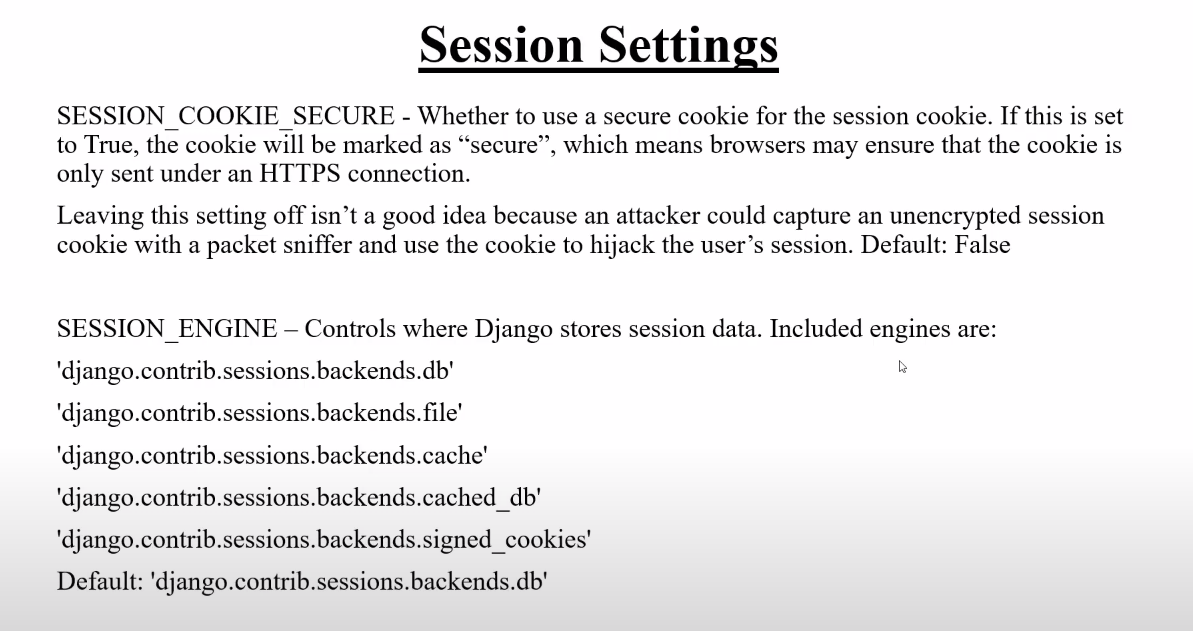 Session Settings
SESSION_COOKIE_SECURE - Whether to use a secure cookie for the session cookie. If this is set
to True, the cookie will be marked as “secure”, which means browsers may ensure that the cookie is
only sent under an HTTPS connection.
Leaving this setting off isn’t a good idea because an attacker could capture an unencrypted session
cookie with a packet sniffer and use the cookie to hijack the user’s session. Default: False
SESSION_ENGINE – Controls where Django stores session data. Included engines are:
'django.contrib.sessions.backends.db'
'django.contrib.sessions.backends.file'
'django.contrib.sessions.backends.cache'
'django.contrib.sessions.backends.cached_db'
'django.contrib.sessions.backends.signed_cookies'
Default: 'django.contrib.sessions.backends.db'